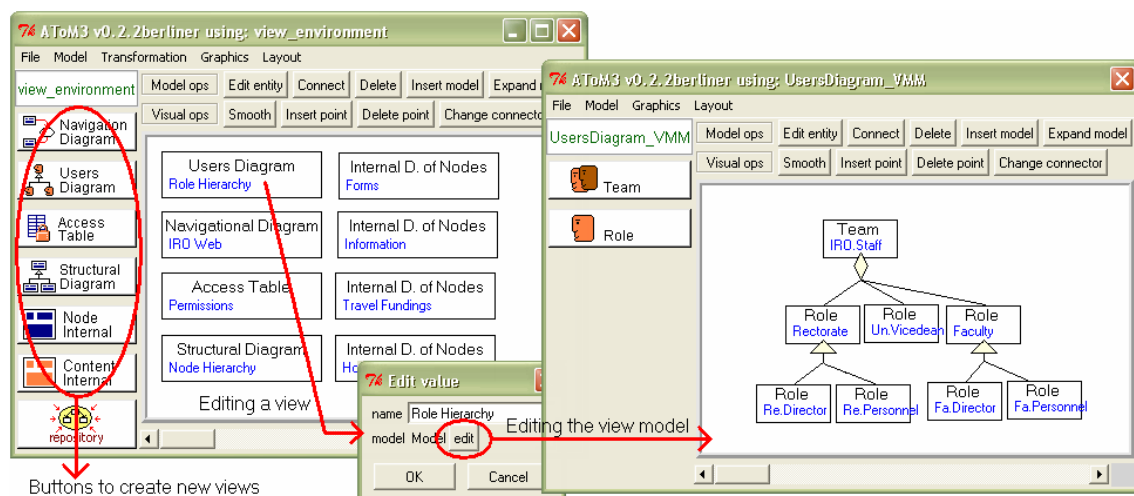 AToM3 v0.2.2berliner using: view_environment
File Model Transformation Graphics Layout
view_environment
Model ops Edit entity Connect Delete Insert model Expand
Visual ops Smooth Insert point Delete point Change connecto
Navigation
Diagram
Users
Diagram
Access
Table
Structural
Diagram
Node
Internal
Content
Internal
repository
Users Diagram
Role Hierarchy
Internal D. of Nodes
Forms
Navigational Diagram
IRO Web
Internal D. of Nodes
Information
Access Table
Permissions
Internal D. of Nodes
Travel Fundings
Structural Diagram
Node Hierarchy
Internal D. of Nodes
Editing a view
Edit value
name Role Hierarchy
model Model edit
OK Cancel
Editing the view model
Buttons to create new views
AToM3 v0.2.2berliner using: UsersDiagram_VMM
File Model Graphics Layout
UsersDiagram_VMM
Model ops Edit entity Connect Delete Insert model Expand model
Visual ops Smooth Insert point Delete point Change connector
Team
Role
Team
IRO.Staff
Role
Rectorate
Role
Un.Vicedean
Role
Faculty
Role
Re.Director
Role
Re.Personnel
Role
Fa.Director
Role
Fa.Personnel